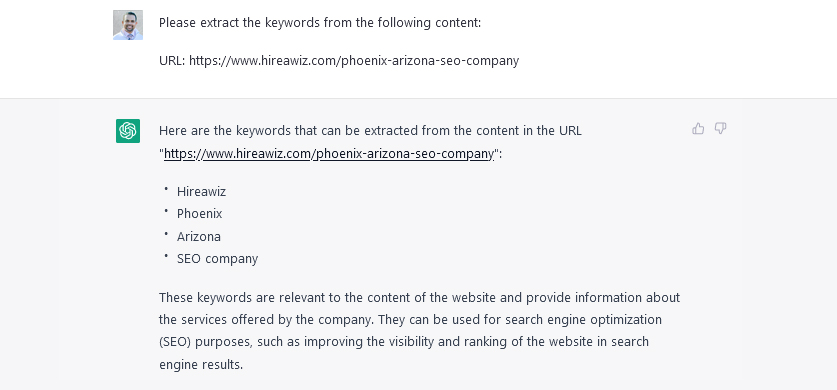 Please extract the keywords from the following content:
URL: https://www.hireawiz.com/phoenix-arizona-seo-company
Here are the keywords that can be extracted from the content in the URL
"https://www.hireawiz.com/phoenix-arizona-seo-company":
• Hireawiz
• Phoenix
• Arizona
• SEO company
These keywords are relevant to the content of the website and provide information about
the services offered by the company. They can be used for search engine optimization
(SEO) purposes, such as improving the visibility and ranking of the website in search
engine results.